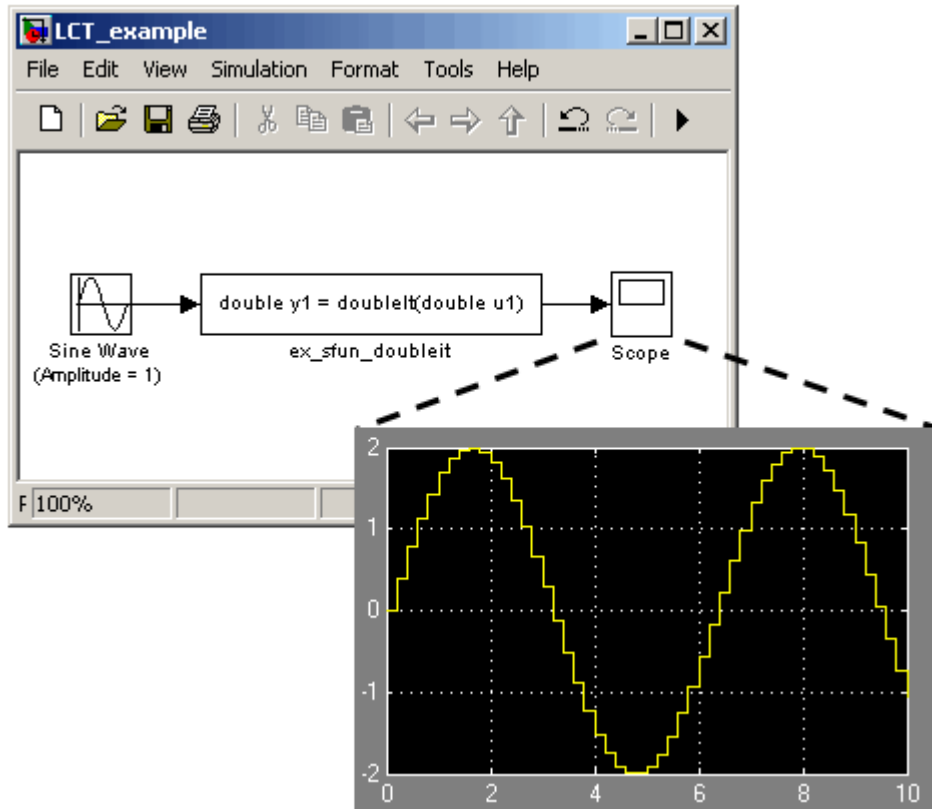 LCT_example
File Edit View Simulation Format Tools Help
double y1 = doubleIt(double u1)
Sine Wave
(Amplitude = 1)
ex_sfun_doubleit
Scope
F 100%
2
1
0
-1
-2
0 2 4 6 8 10